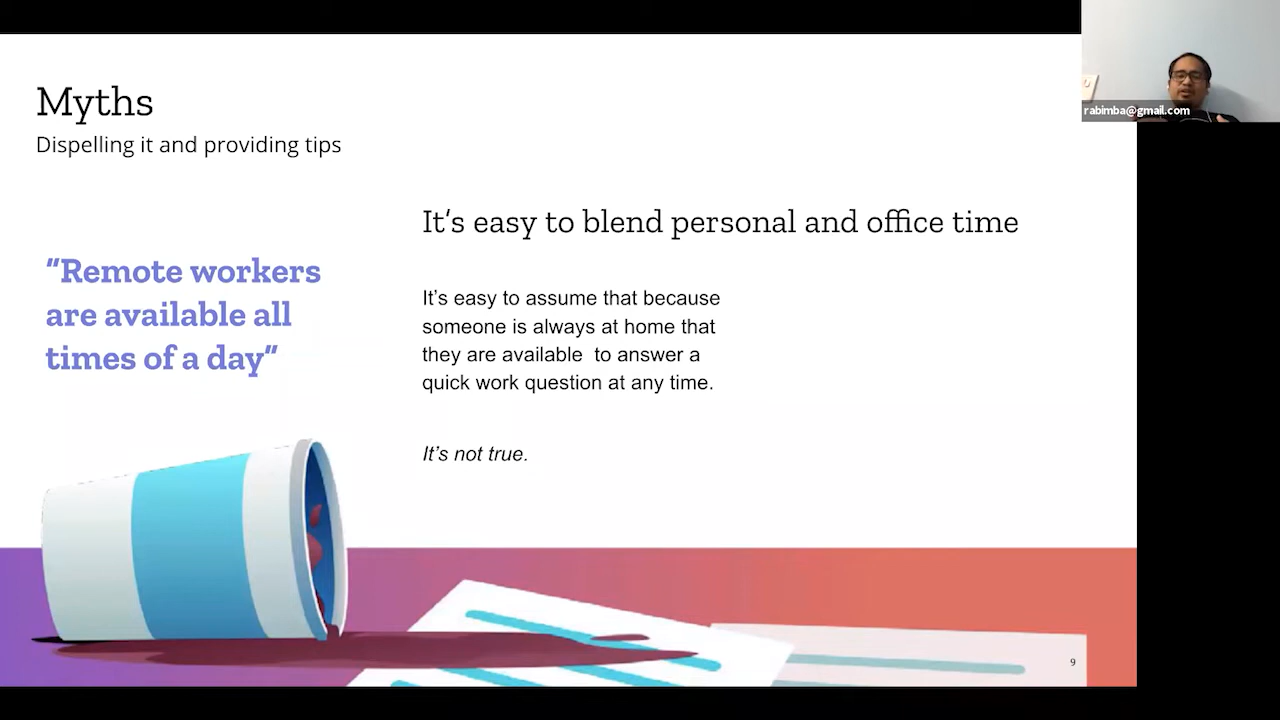 Myths
Dispelling it and providing tips
It's easy to blend personal and office time
"Remote workers
are available all
times of a day"
It's easy to assume that because
someone is always at home that
they are available  to answer a
quick work question at any time.
It's not true.
9
rabimba@gmail.com